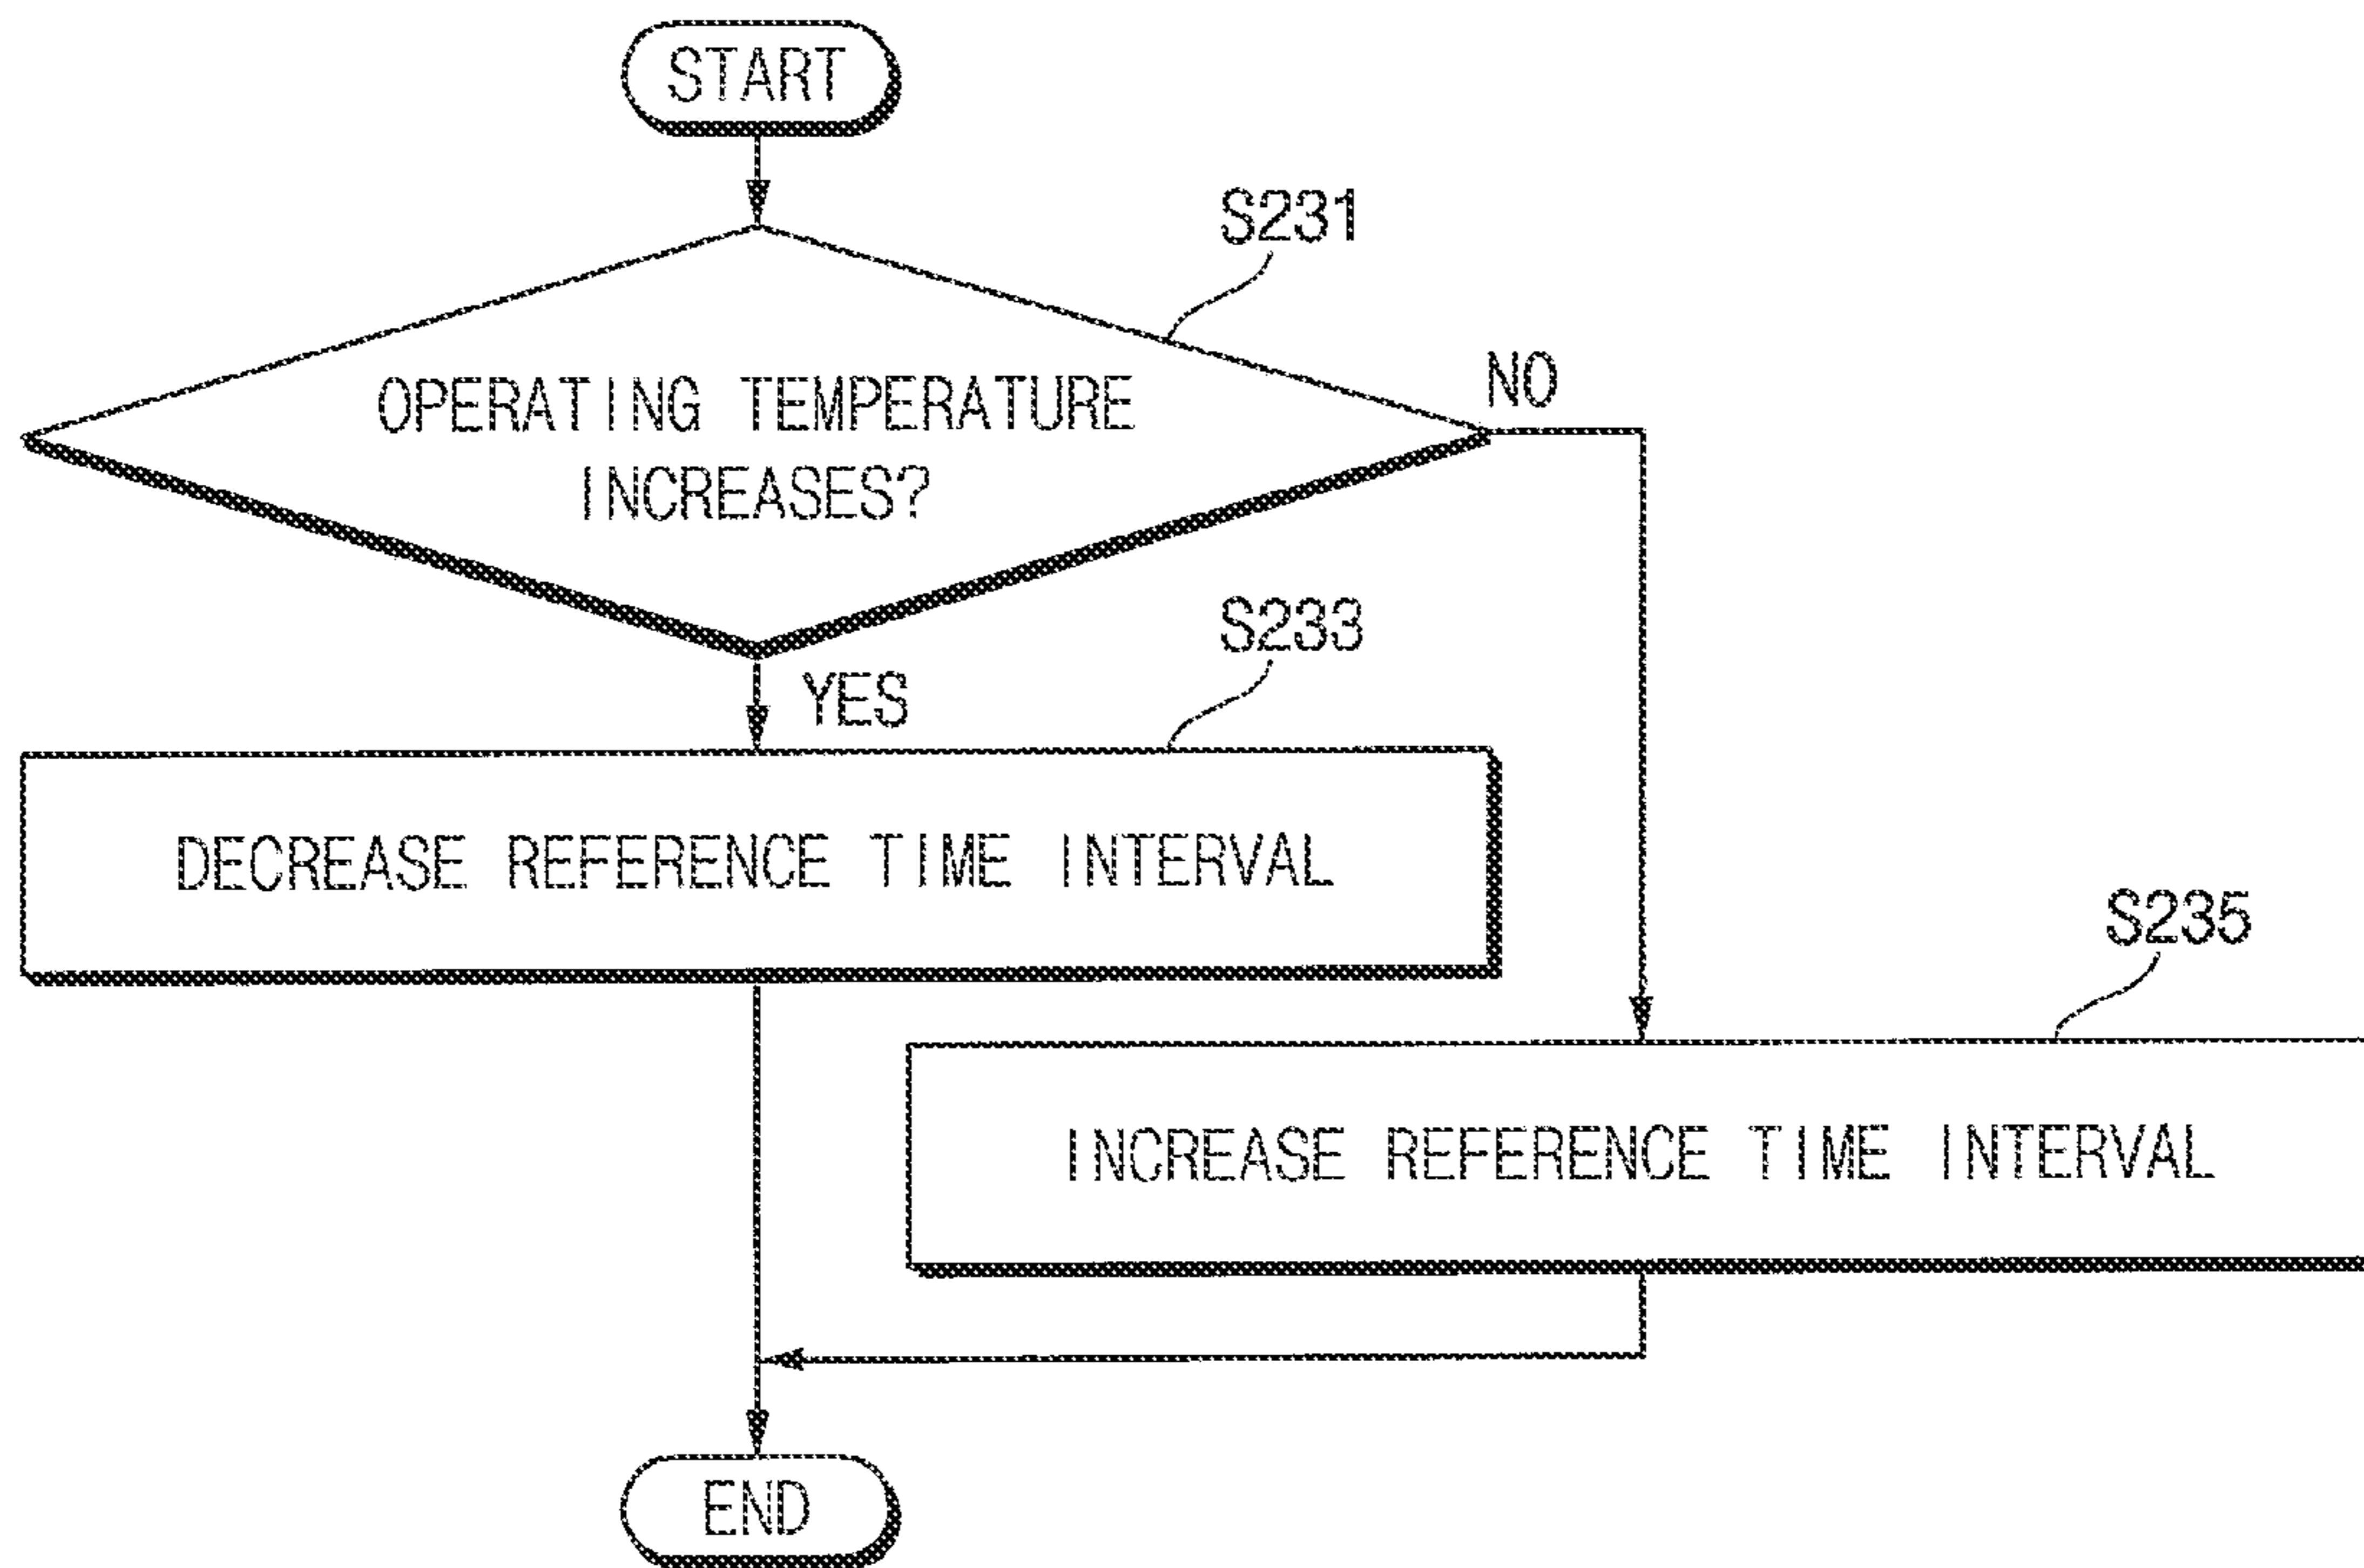 START
S231
OPERATING TEMPERATURE
INCREASES?
NO
S233
YES
DECREASE REFERENCE TIME INTERVAL
S235
INCREASE REFERENCE TIME INTERVAL
END